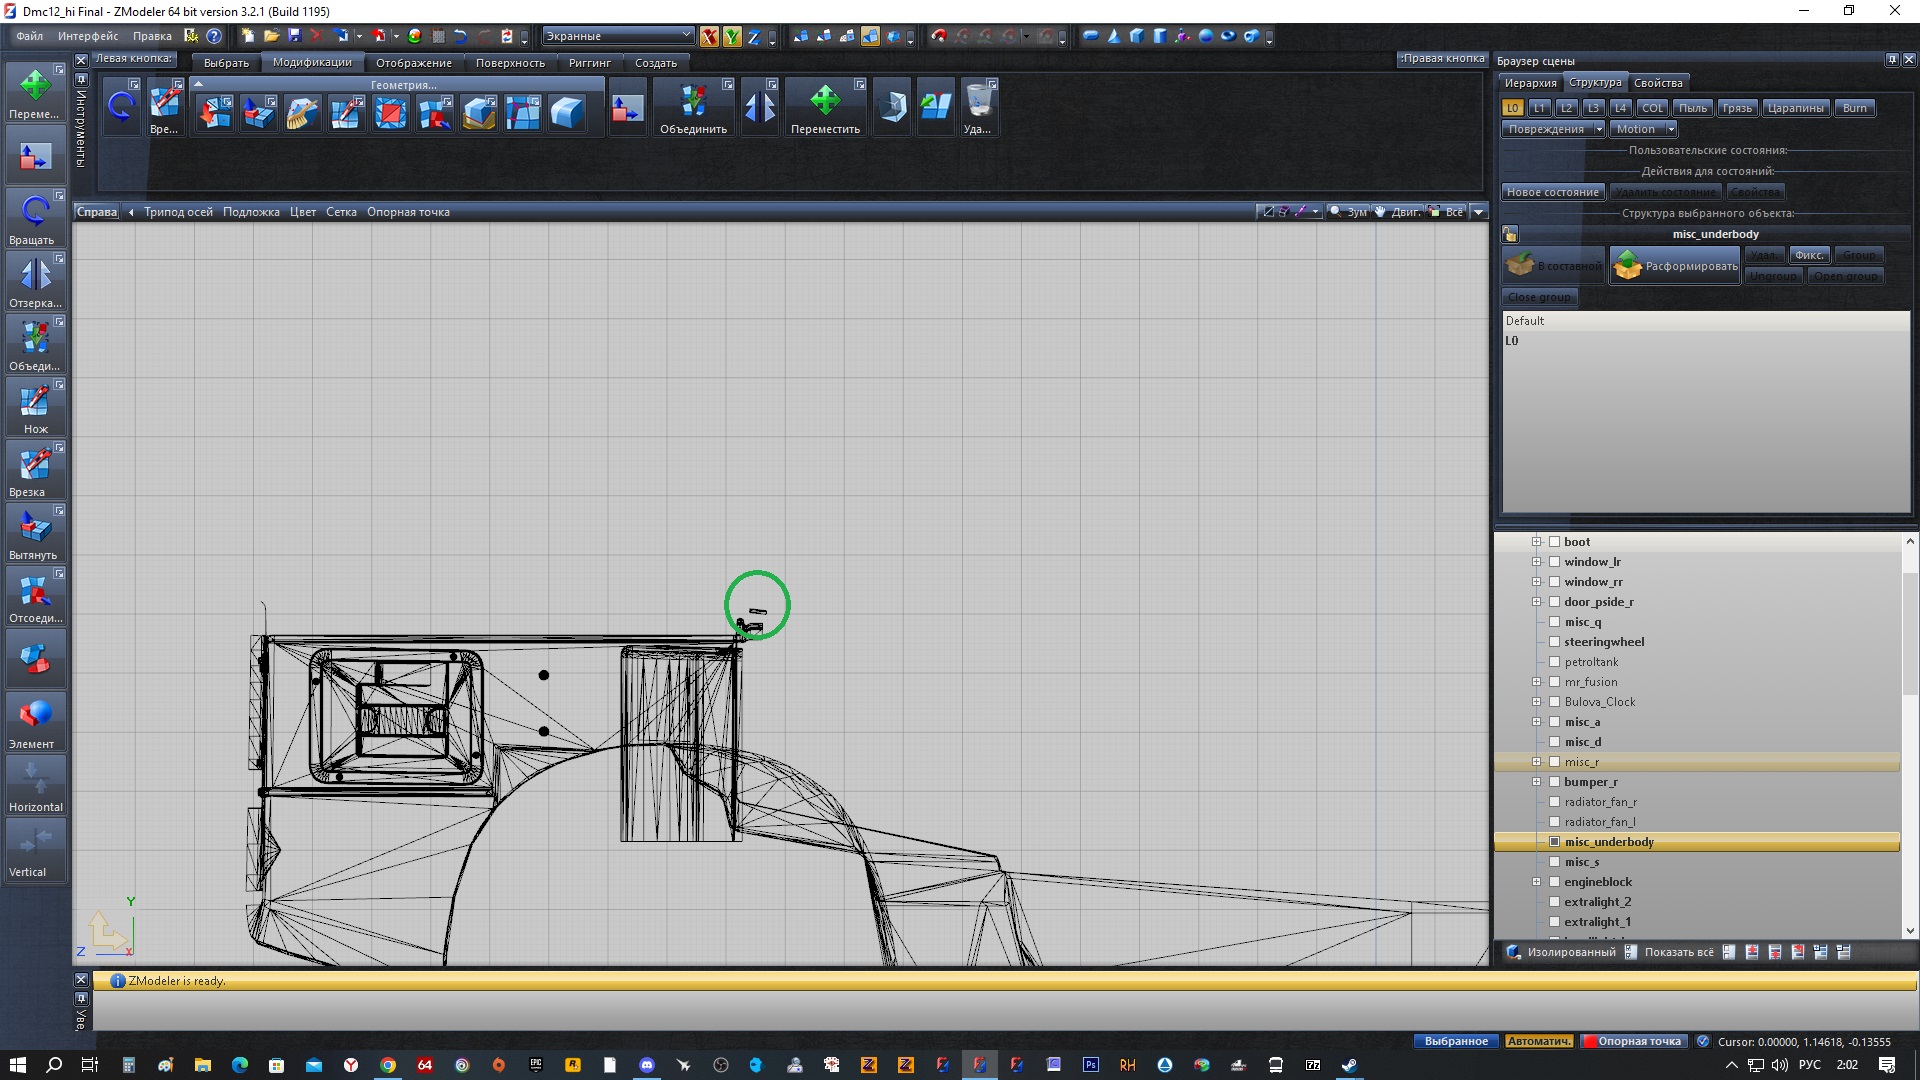 Dmc12_hi Final - ZModeler 64 bit version 3.2.1 (Build 1195)
Файл Интерфейс Правка
Экранные
X Y Z
Левая кнопка:
Выбрать Модификации Отображение Поверхность Риггинг Создать
:Правая кнопка
Геометрия...
Вре...
Объединить
Переместить
Уда...
Инструменты
Переме...
Вращать
Отзерка...
Объеди...
Нож
Врезка
Вытянуть
Отсоеди...
Элемент
Horizontal
Vertical
Справа Трипод осей Подложка Цвет Сетка Опорная точка
Зум Двиг. Всё
Y
Z X
Браузер сцены
Иерархия Структура Свойства
L0 L1 L2 L3 L4 COL Пыль Грязь Царапины Burn
Повреждения Motion
Пользовательские состояния:
Действия для состояний:
Новое состояние Удалить состояние Свойства
Структура выбранного объекта:
misc_underbody
В составной Расформировать Удал. Фикс. Group
Ungroup Open group
Close group
Default
L0
boot
window_lr
window_rr
door_pside_r
misc_q
steeringwheel
petroltank
mr_fusion
Bulova_Clock
misc_a
misc_d
misc_r
bumper_r
radiator_fan_r
radiator_fan_l
misc_underbody
misc_s
engineblock
extralight_2
extralight_1
Изолированный Показать всё
ZModeler is ready.
Уве
Выбранное Автоматич. Опорная точка Cursor: 0.00000, 1.14618, -0.13555
64 EPIC Ps RH 7z
РУС 2:02